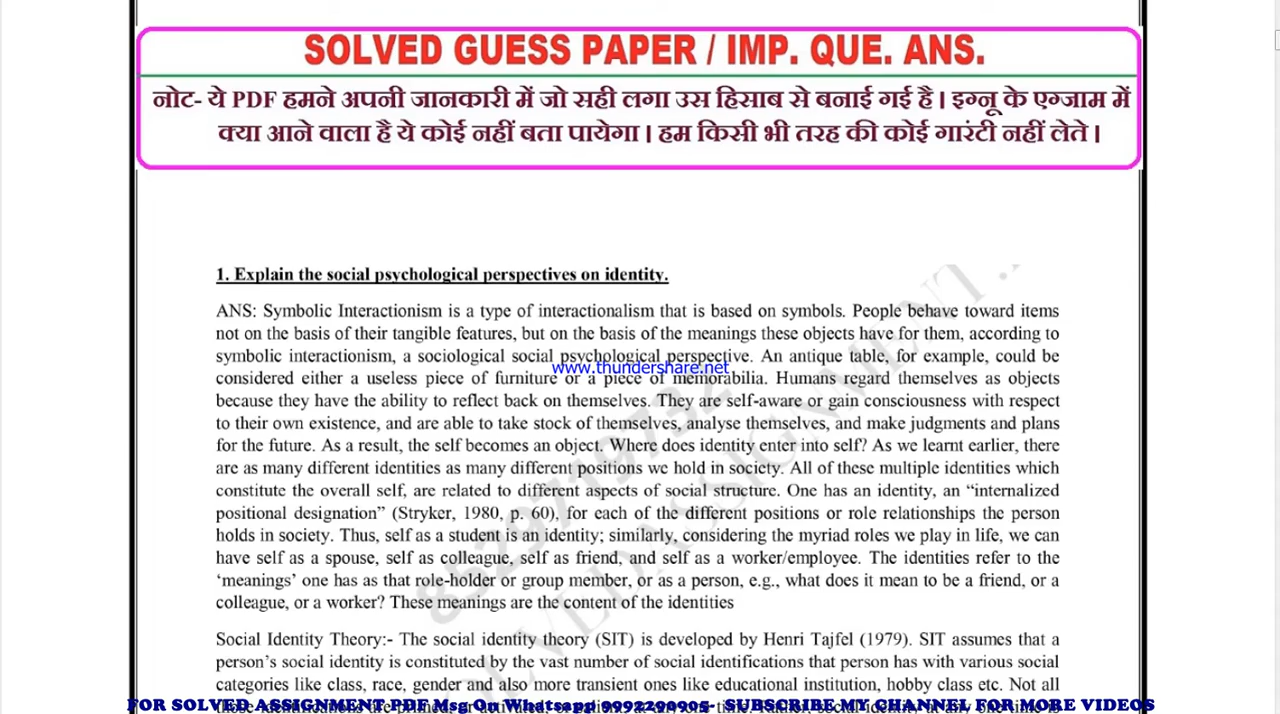 SOLVED GUESS PAPER / IMP. QUE. ANS.
नोट- ये PDF हमने अपनी जानकारी में जो सही लगा उस हिसाब से बनाई गई है। इग्नू के एग्जाम में
क्या आने वाला है ये कोई नहीं बता पायेगा। हम किसी भी तरह की कोई गारंटी नहीं लेते।
1. Explain the social psychological perspectives on identity.
ANS: Symbolic Interactionism is a type of interactionalism that is based on symbols. People behave toward items
not on the basis of their tangible features, but on the basis of the meanings these objects have for them, according to
symbolic interactionism, a sociological social psychological perspective. An antique table, for example, could be
www.thundershare.net
considered either a useless piece of furniture or a piece of memorabilia. Humans regard themselves as objects
because they have the ability to reflect back on themselves. They are self-aware or gain consciousness with respect
to their own existence, and are able to take stock of themselves, analyse themselves, and make judgments and plans
for the future. As a result, the self becomes an object. Where does identity enter into self? As we learnt earlier, there
are as many different identities as many different positions we hold in society. All of these multiple identities which
constitute the overall self, are related to different aspects of social structure. One has an identity, an “internalized
positional designation” (Stryker, 1980, p. 60), for each of the different positions or role relationships the person
holds in society. Thus, self as a student is an identity; similarly, considering the myriad roles we play in life, we can
have self as a spouse, self as colleague, self as friend, and self as a worker/employee. The identities refer to the
‘meanings’ one has as that role-holder or group member, or as a person, e.g., what does it mean to be a friend, or a
colleague, or a worker? These meanings are the content of the identities
Social Identity Theory:- The social identity theory (SIT) is developed by Henri Tajfel (1979). SIT assumes that a
person’s social identity is constituted by the vast number of social identifications that person has with various social
categories like class, race, gender and also more transient ones like educational institution, hobby class etc. Not all
FOR SOLVED ASSIGNMENT PDF Msg On Whatsapp 9992290905- SUBSCRIBE MY CHANNEL FOR MORE VIDEOS
8529719732